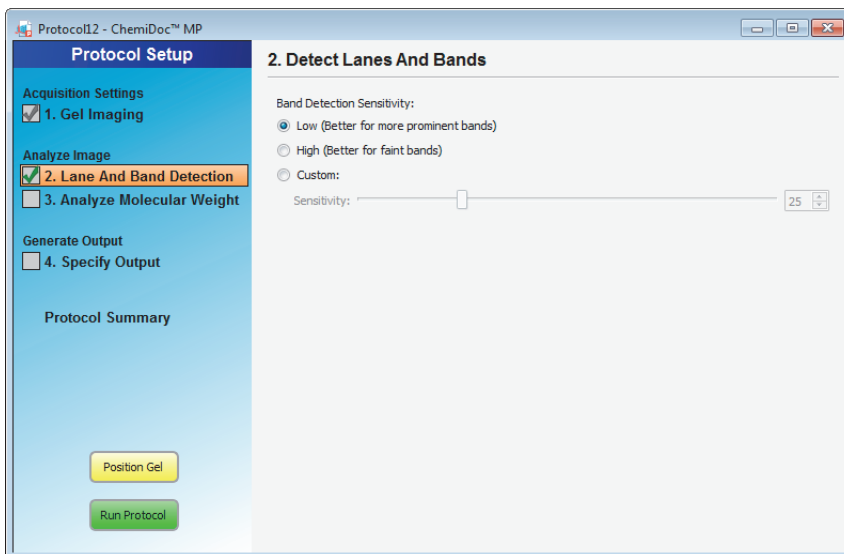 Protocol12 - ChemiDoc™ MP
Protocol Setup
Acquisition Settings
1. Gel Imaging
Analyze Image
2. Lane And Band Detection
3. Analyze Molecular Weight
Generate Output
4. Specify Output
Protocol Summary
Position Gel
Run Protocol
2. Detect Lanes And Bands
Band Detection Sensitivity:
Low (Better for more prominent bands)
High (Better for faint bands)
Custom:
Sensitivity: 25